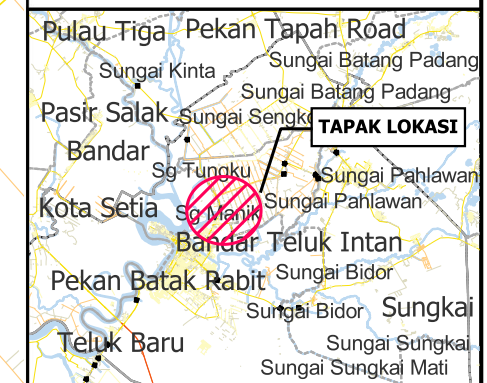 Pulau Tiga
Pekan Tapah Road
Sungai Batang Padang
Sungai Kinta
Sungai Batang Padang
Pasir Salak
Sungai Sengk
TAPAK LOKASI
Bandar
Sg Tungku
Sungai Pahlawan
Kota Setia
Sg Manik
Sungai Pahlawan
Bandar Teluk Intan
Pekan Batak Rabit
Sungai Bidor
Sungai Bidor
Sungkai
Teluk Baru
Sungai Sungkai
Sungai Sungkai Mati